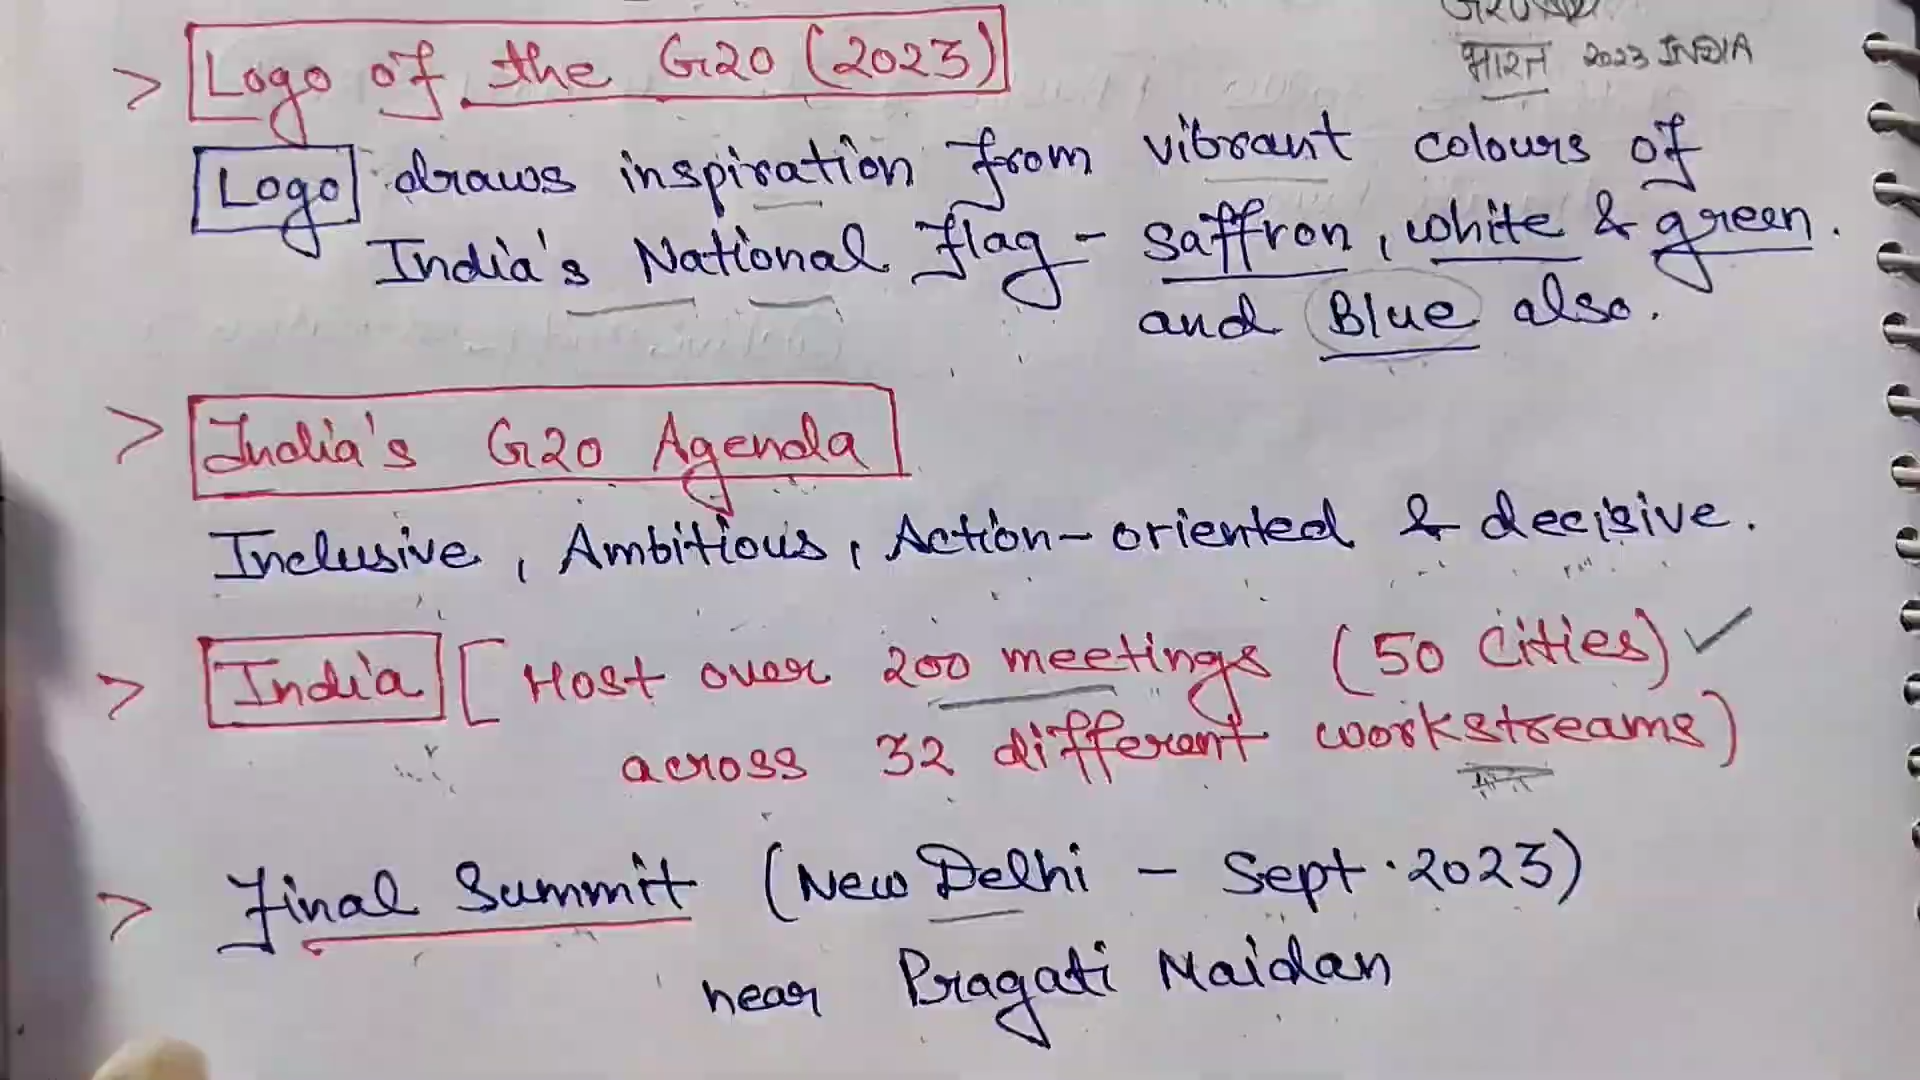 भारत 2023 INDIA
> Logo of the G20 (2023)
Logo draws inspiration from vibrant colours of
India's National Flag - saffron, white & green.
and Blue also.
> India's G20 Agenda
Inclusive, Ambitious, Action-oriented & decisive.
> India [Host over 200 meetings (50 Cities) ✓
across 32 different workstreams)
> Final Summit (New Delhi - Sept. 2023)
near Pragati Maidan